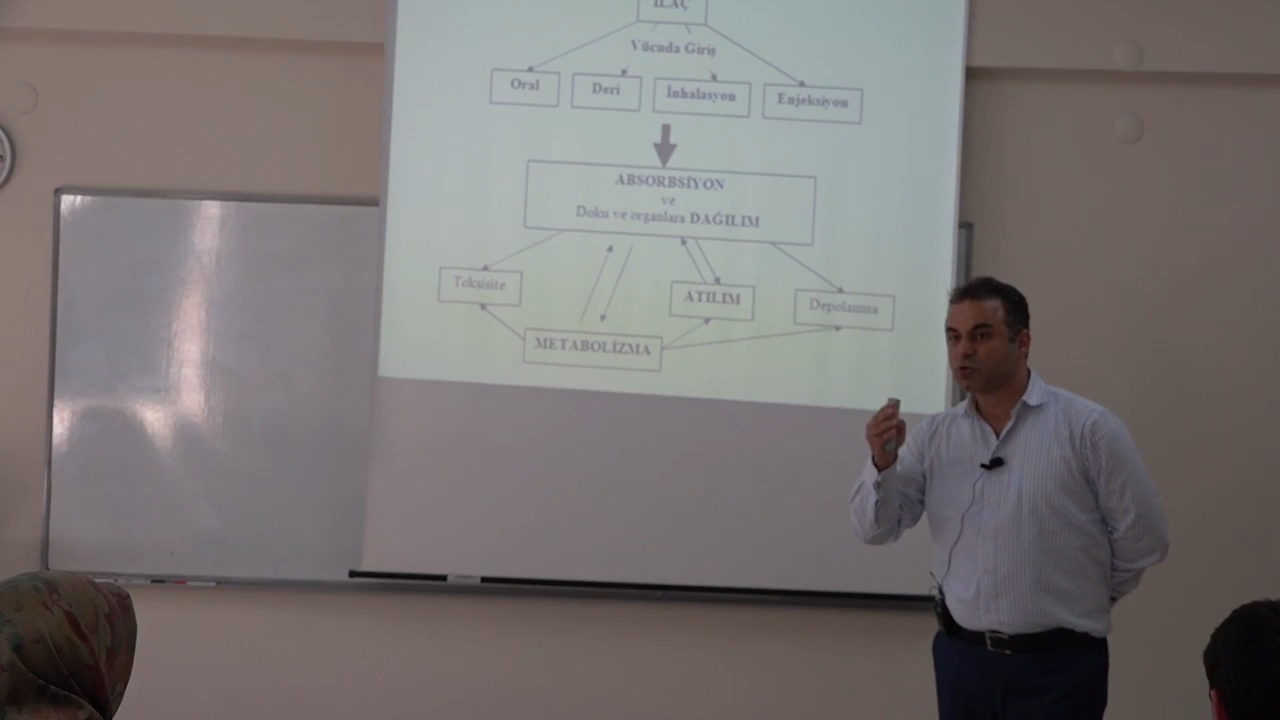 İLAÇ
Vücuda Giriş
Oral
Deri
İnhalasyon
Enjeksiyon
ABSORBSİYON
ve
Doku ve organlara DAĞILIM
Toksisite
ATILIM
Depolanma
METABOLİZMA